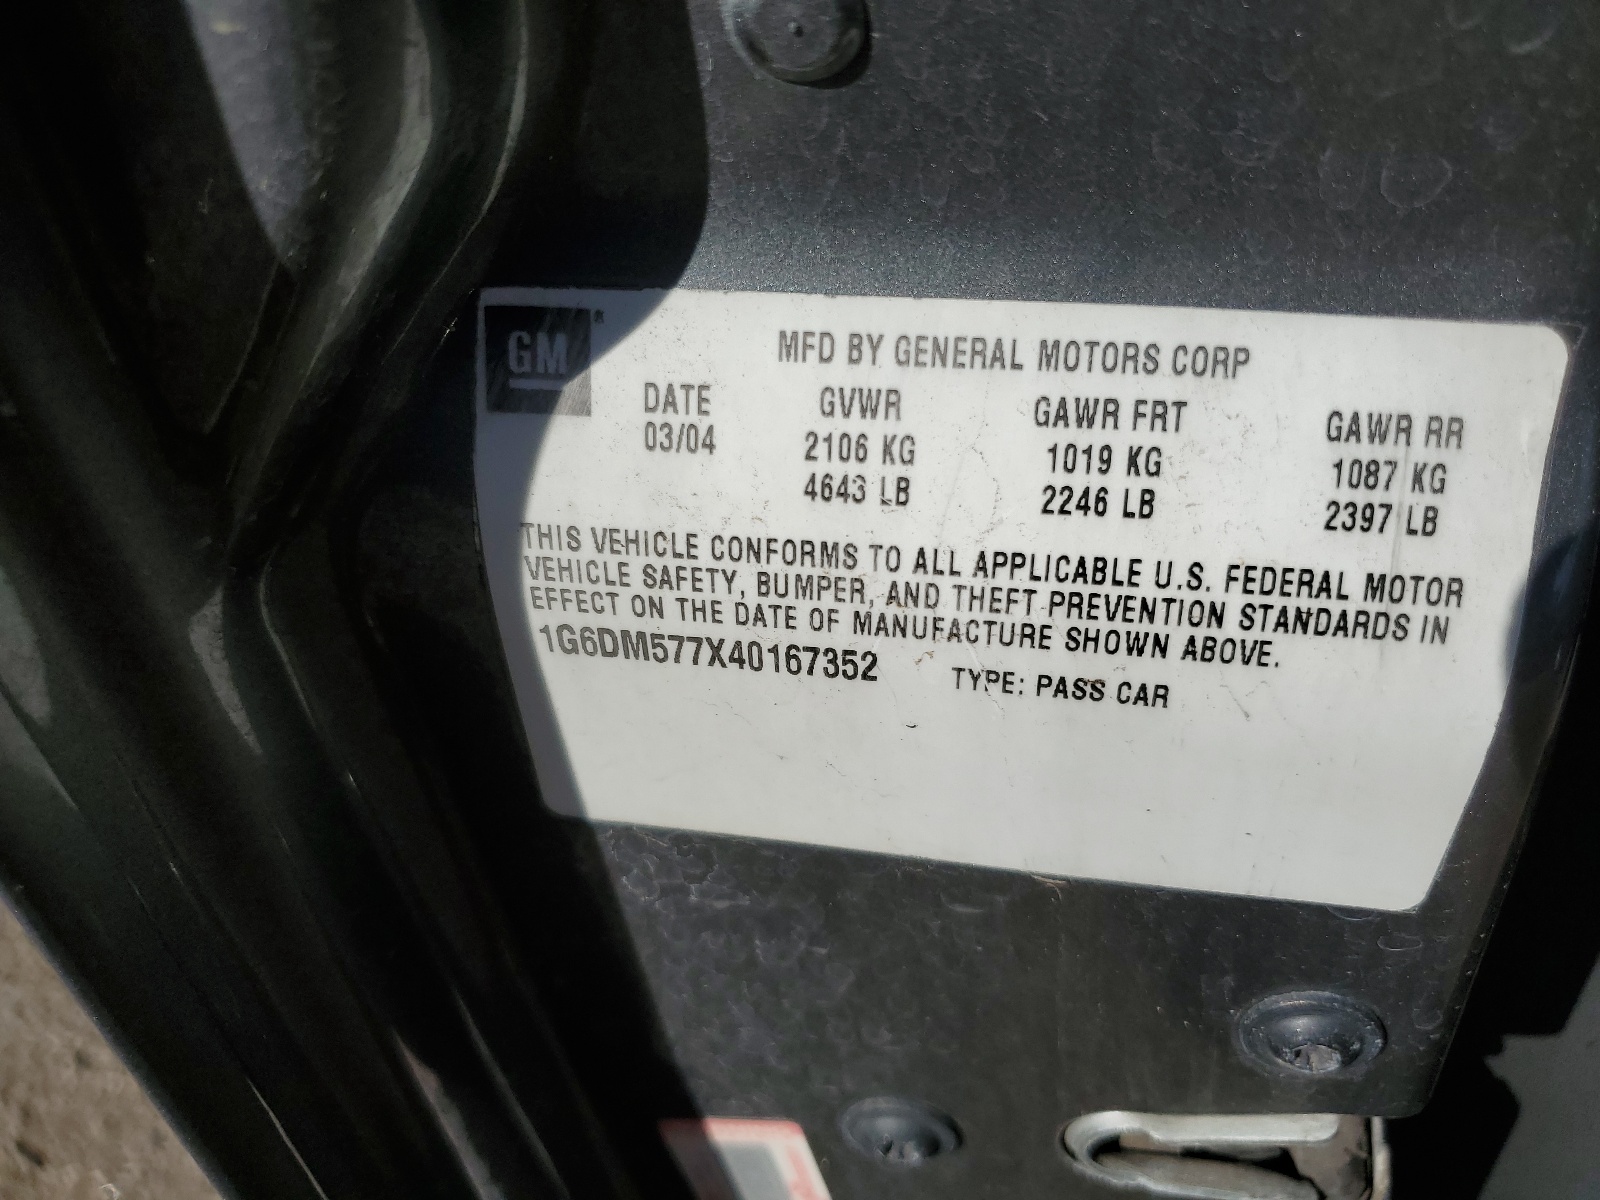 GM
MFD BY GENERAL MOTORS CORP
DATE GVWR GAWR FRT GAWR RR
03/04 2106 KG 1019 KG 1087 KG
4643 LB 2246 LB 2397 LB
THIS VEHICLE CONFORMS TO ALL APPLICABLE U.S. FEDERAL MOTOR
VEHICLE SAFETY, BUMPER, AND THEFT PREVENTION STANDARDS IN
EFFECT ON THE DATE OF MANUFACTURE SHOWN ABOVE.
1G6DM577X40167352 TYPE: PASS CAR